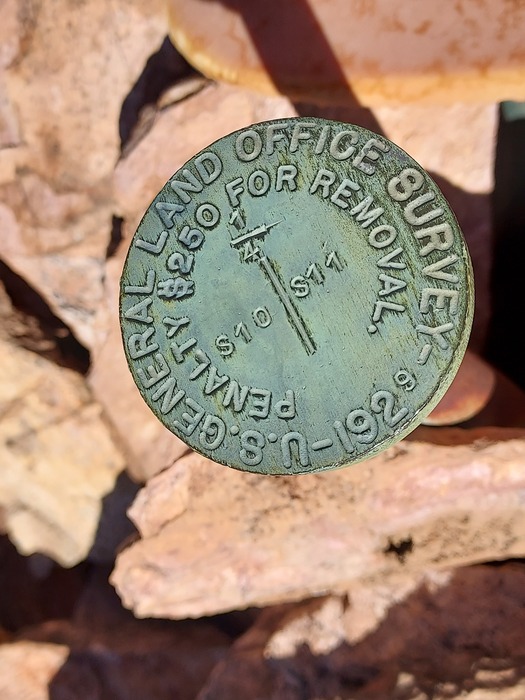 U.S. GENERAL LAND OFFICE SURVEY-
-1929
PENALTY $250 FOR REMOVAL.
1/4
S10 S11